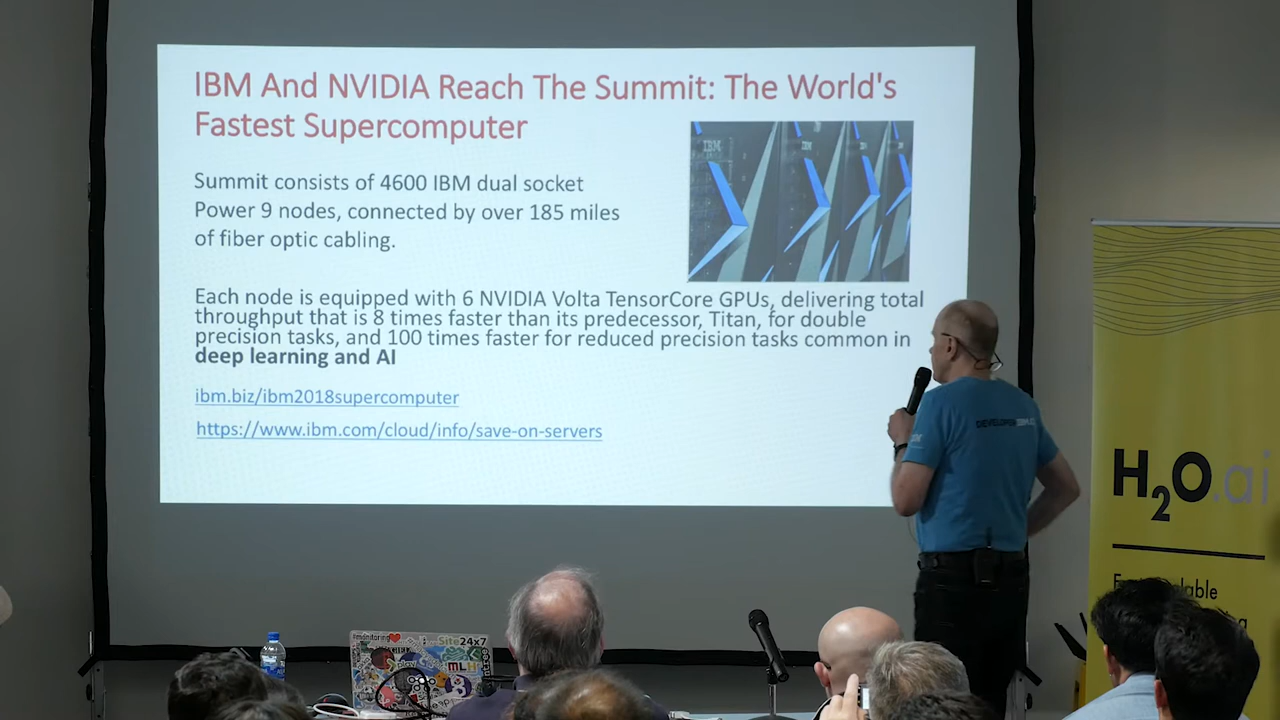 IBM And NVIDIA Reach The Summit: The World's
Fastest Supercomputer
IBM
IBM
Summit consists of 4600 IBM dual socket
Power 9 nodes, connected by over 185 miles
of fiber optic cabling.
Each node is equipped with 6 NVIDIA Volta TensorCore GPUs, delivering total
throughput that is 8 times faster than its predecessor, Titan, for double
precision tasks, and 100 times faster for reduced precision tasks common in
deep learning and AI
ibm.biz/ibm2018supercomputer
https://www.ibm.com/cloud/info/save-on-servers
H2O.ai
#monitoring
Site24x7